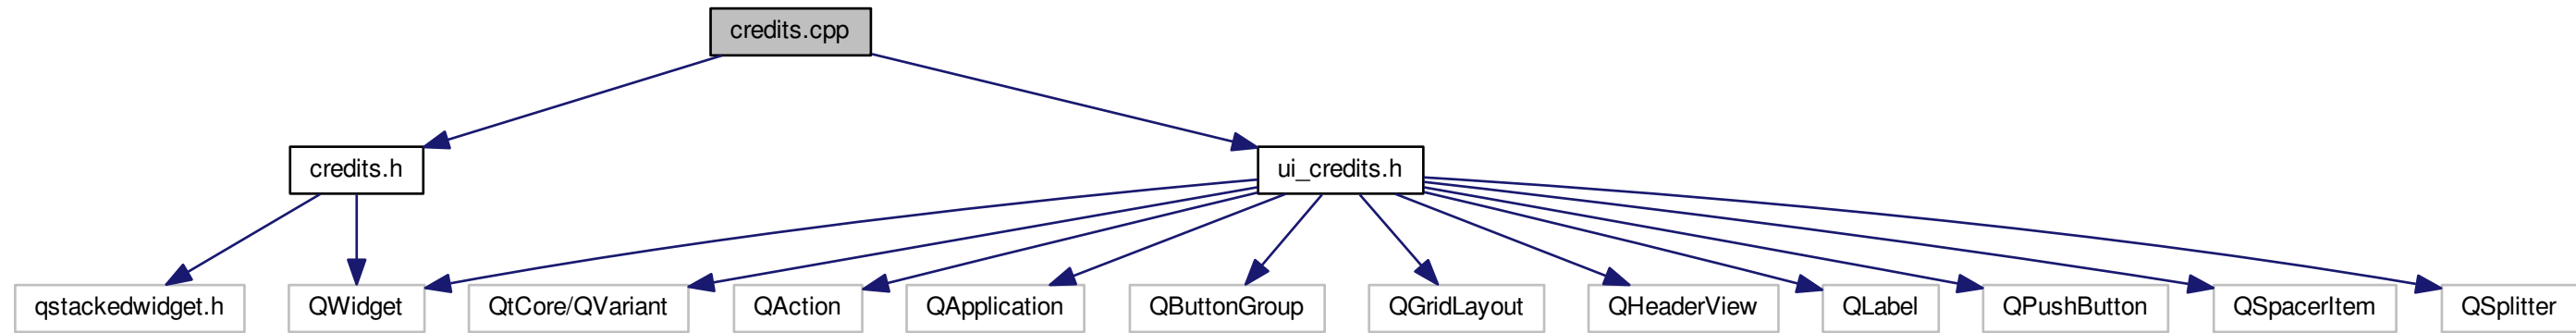 credits.cpp
credits.h
ui_credits.h
qstackedwidget.h
QWidget
QtCore/QVariant
QAction
QApplication
QButtonGroup
QGridLayout
QHeaderView
QLabel
QPushButton
QSpacerItem
QSplitter